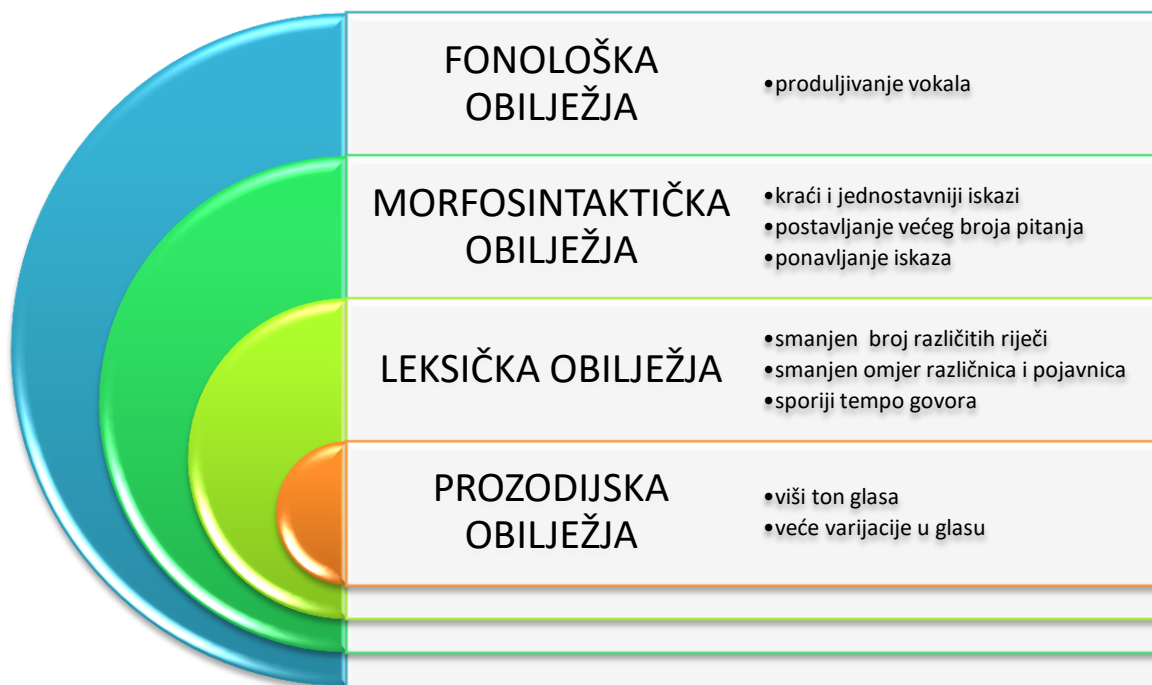 FONOLOŠKA
OBILJEŽJA
•produljivanje vokala
MORFOSINTAKTIČKA
OBILJEŽJA
•kraći i jednostavniji iskazi
•postavljanje većeg broja pitanja
•ponavljanje iskaza
LEKSIČKA OBILJEŽJA
•smanjen broj različitih riječi
•smanjen omjer različnica i pojavnica
•sporiji tempo govora
PROZODIJSKA
OBILJEŽJA
•viši ton glasa
•veće varijacije u glasu